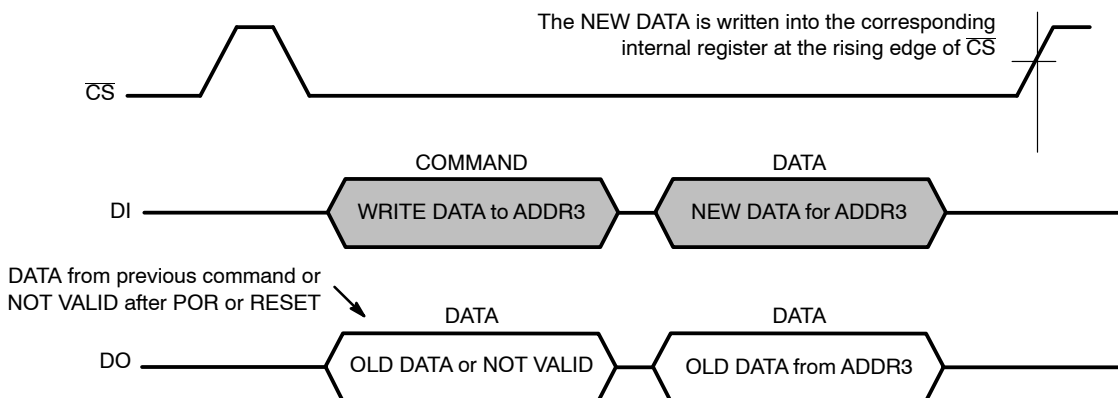 The NEW DATA is written into the corresponding
internal register at the rising edge of C̅S̅
C̅S̅
COMMAND
DATA
DI
WRITE DATA to ADDR3
NEW DATA for ADDR3
DATA from previous command or
NOT VALID after POR or RESET
DATA
DATA
DO
OLD DATA or NOT VALID
OLD DATA from ADDR3